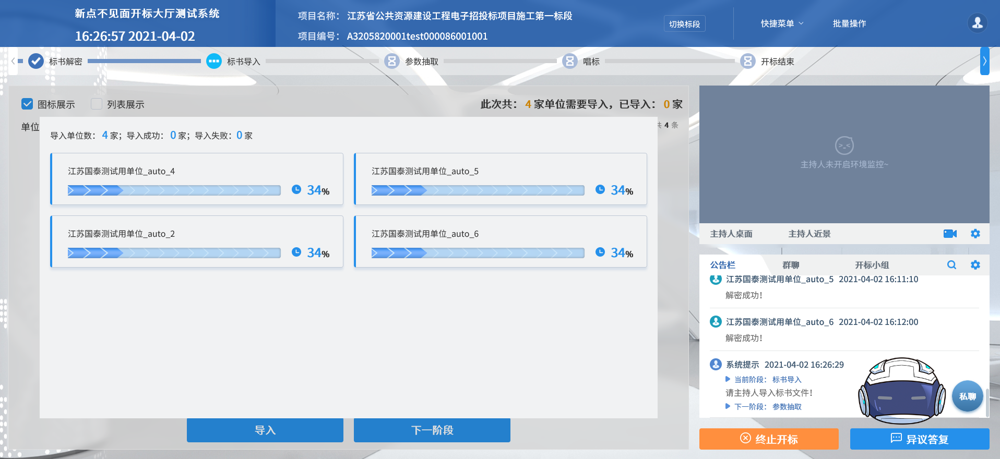 新点不见面开标大厅测试系统
16:26:57 2021-04-02
项目名称： 江苏省公共资源建设工程电子招投标项目施工第一标段
项目编号： A3205820001test000086001001
切换标段
快捷菜单
批量操作
标书解密
标书导入
参数抽取
唱标
开标结束
图标展示
列表展示
此次共： 4 家单位需要导入，已导入： 0 家
单位
共 4 条
导入单位数： 4 家；导入成功： 0 家；导入失败：0 家
江苏国泰测试用单位_auto_4
34%
江苏国泰测试用单位_auto_5
34%
江苏国泰测试用单位_auto_2
34%
江苏国泰测试用单位_auto_6
34%
导入
下一阶段
主持人未开启环境监控~
主持人桌面
主持人近景
公告栏
群聊
开标小组
江苏国泰测试用单位_auto_5 2021-04-02 16:11:10
解密成功！
江苏国泰测试用单位_auto_6 2021-04-02 16:12:00
解密成功！
系统提示 2021-04-02 16:26:29
当前阶段： 标书导入
请主持人导入标书文件！
下一阶段： 参数抽取
私聊
终止开标
异议答复